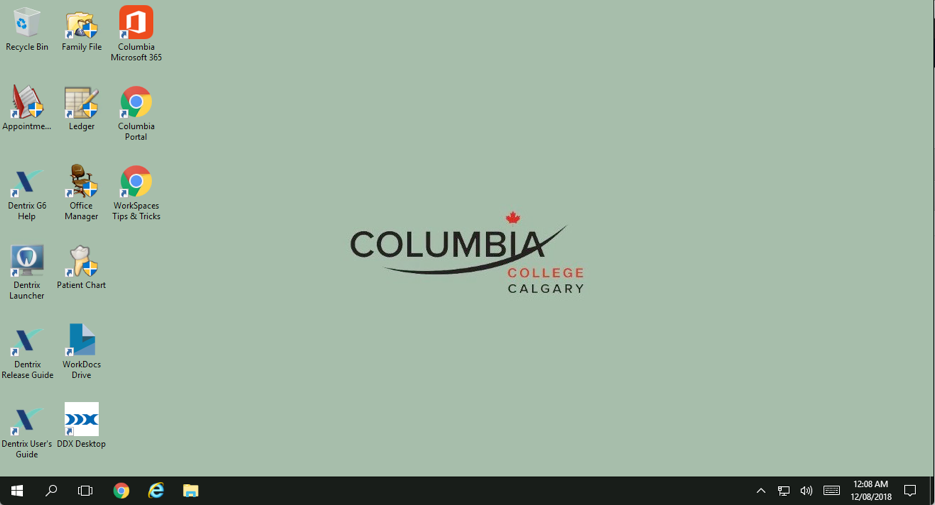 Recycle Bin
Family File
Columbia
Microsoft 365
Appointme...
Ledger
Columbia
Portal
Dentrix G6
Help
Office
Manager
WorkSpaces
Tips & Tricks
Dentrix
Launcher
Patient Chart
Dentrix
Release Guide
WorkDocs
Drive
Dentrix User's
Guide
DDX
DDX Desktop
COLUMBIA
COLLEGE
CALGARY
12:08 AM
12/08/2018